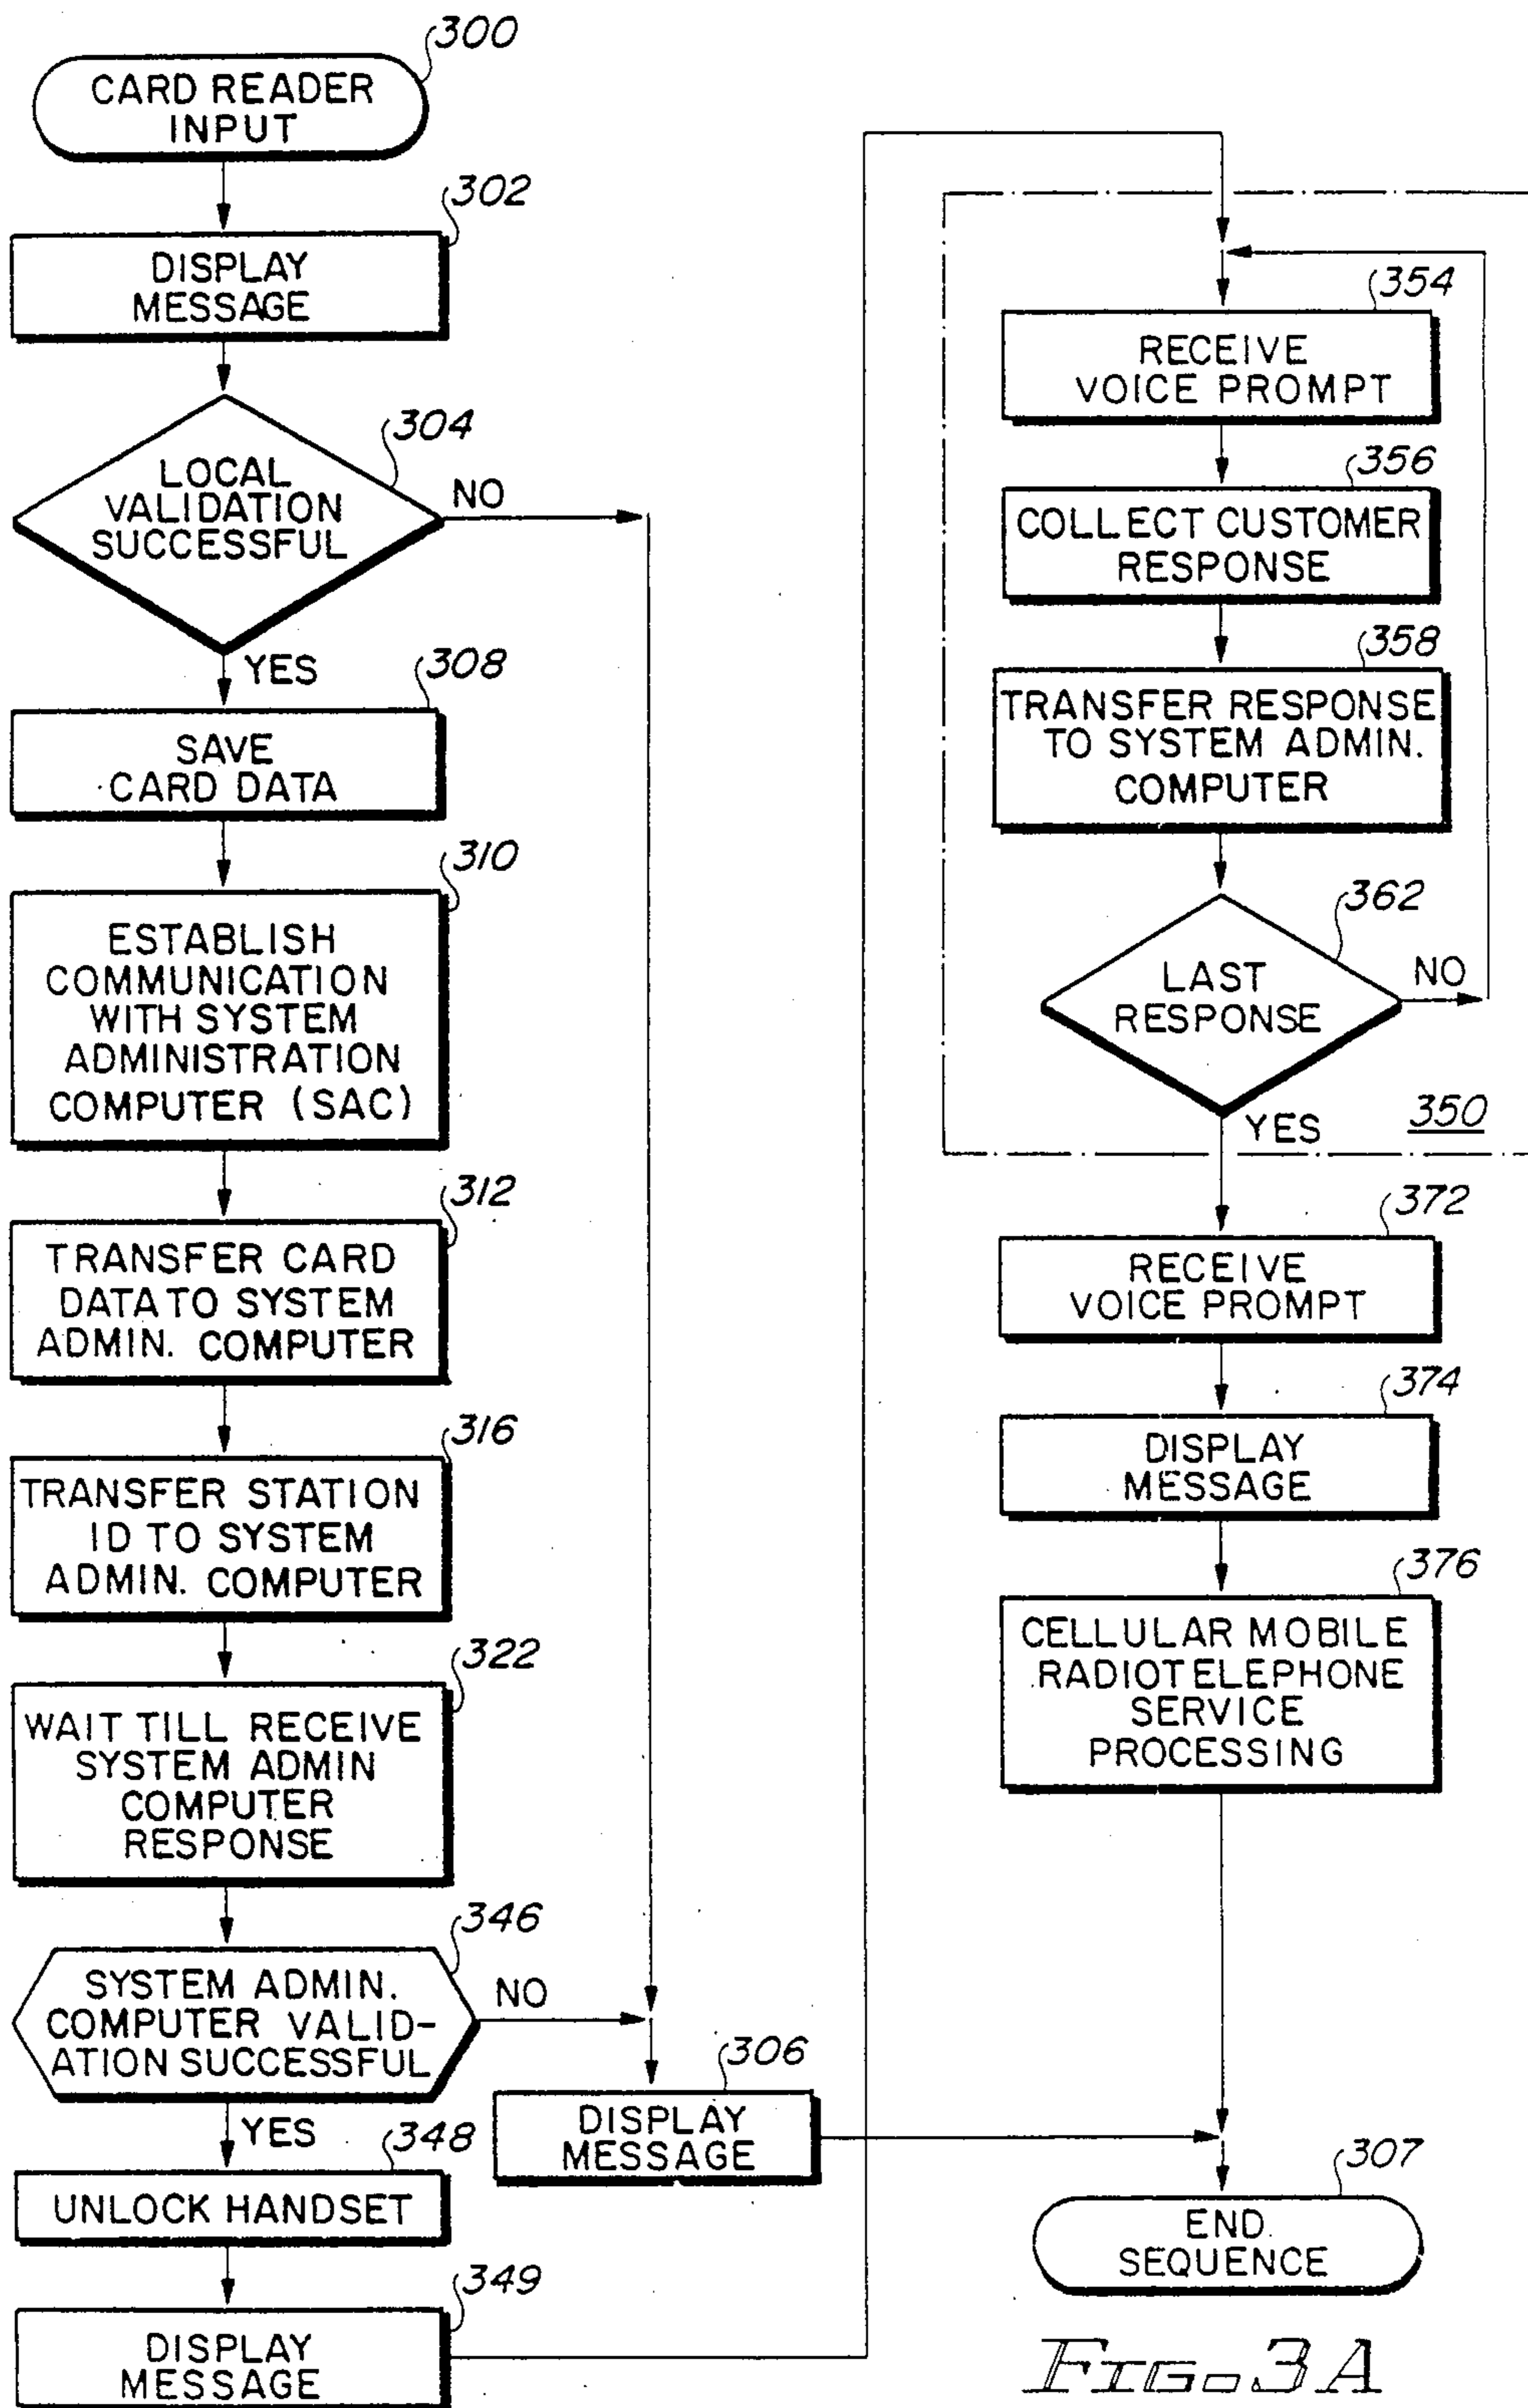 300
CARD READER
INPUT
302
DISPLAY
MESSAGE
304
LOCAL
VALIDATION
SUCCESSFUL
NO
YES
308
SAVE
CARD DATA
310
ESTABLISH
COMMUNICATION
WITH SYSTEM
ADMINISTRATION
COMPUTER (SAC)
312
TRANSFER CARD
DATA TO SYSTEM
ADMIN. COMPUTER
316
TRANSFER STATION
ID TO SYSTEM
ADMIN. COMPUTER
322
WAIT TILL RECEIVE
SYSTEM ADMIN
COMPUTER
RESPONSE
346
SYSTEM ADMIN.
COMPUTER VALID-
ATION SUCCESSFUL
NO
YES
306
DISPLAY
MESSAGE
348
UNLOCK HANDSET
349
DISPLAY
MESSAGE
354
RECEIVE
VOICE PROMPT
356
COLLECT CUSTOMER
RESPONSE
358
TRANSFER RESPONSE
TO SYSTEM ADMIN.
COMPUTER
362
LAST
RESPONSE
NO
YES
350
372
RECEIVE
VOICE PROMPT
374
DISPLAY
MESSAGE
376
CELLULAR MOBILE
RADIOTELEPHONE
SERVICE
PROCESSING
307
END
SEQUENCE
FIG. 3A